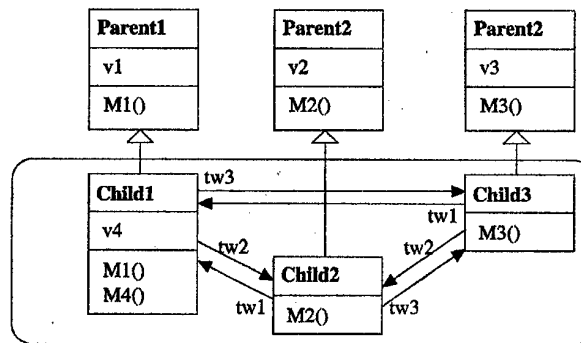 Parent1
v1
M1()
Parent2
v2
M2()
Parent2
v3
M3()
Child1
v4
M1()
M4()
tw3
tw1
Child3
M3()
tw2
tw1
Child2
M2()
tw2
tw3